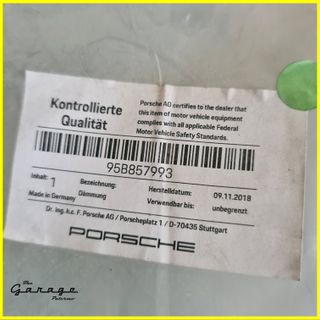 Kontrollierte
Qualität
Porsche AG certifies to the dealer that
this item of motor vehicle equipment
complies with all applicable Federal
Motor Vehicle Safety Standards.
95B857993
Inhalt: 1
Bezeichnung: Dämmung
Herstelldatum: 09.11.2018
Verwendbar bis: unbegrenzt
Made in Germany
Dr. Ing. h.c. F. Porsche AG / Porscheplatz 1 / D-70435 Stuttgart
PORSCHE
The
Garage
Palermo